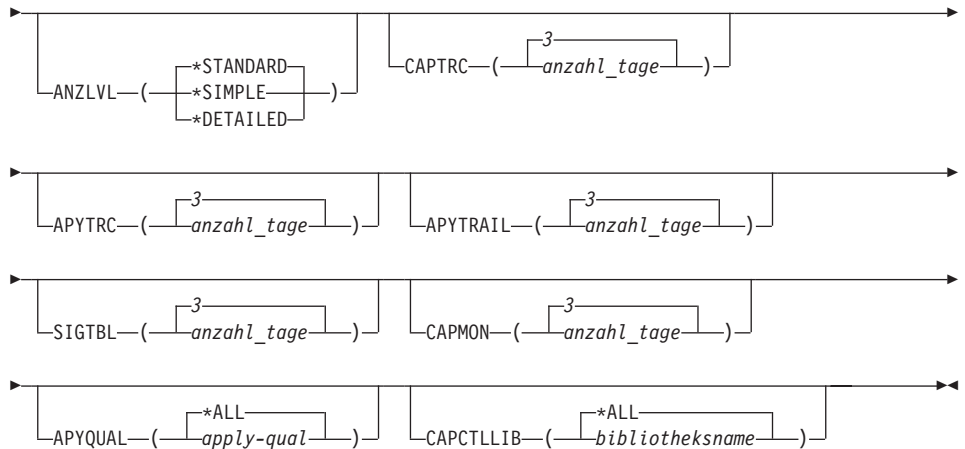 *STANDARD
ANZLVL ( *SIMPLE )
*DETAILED
3
CAPTRC ( anzahl_tage )
3
APYTRC ( anzahl_tage )
3
APYTRAIL ( anzahl_tage )
3
SIGTBL ( anzahl_tage )
3
CAPMON ( anzahl_tage )
*ALL
APYQUAL ( apply-qual )
*ALL
CAPCTLLIB ( bibliotheksname )